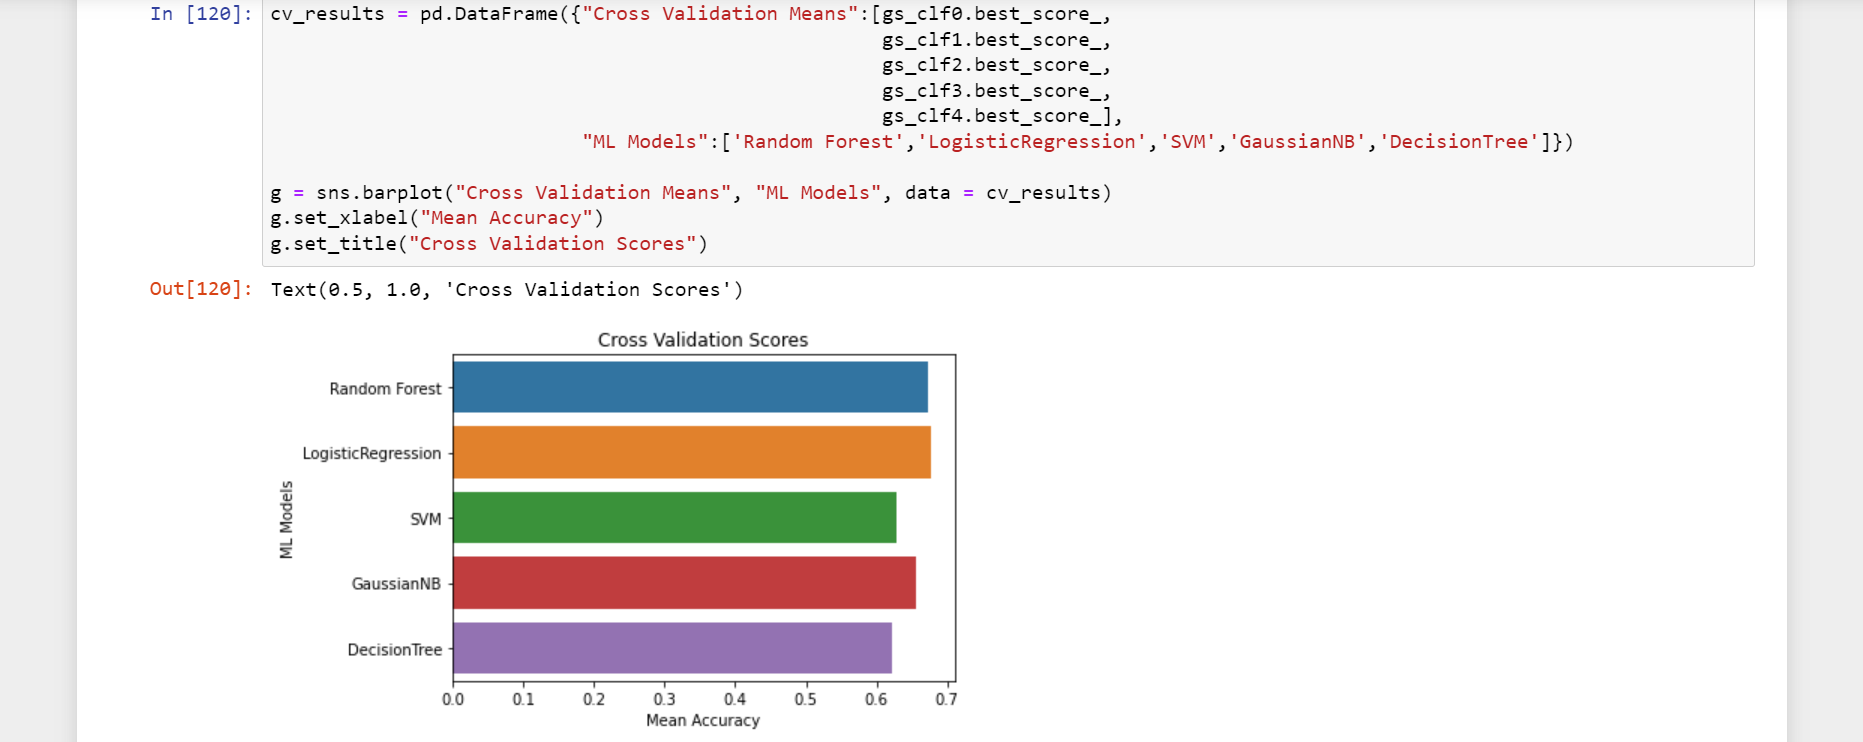 In [120]: cv_results = pd.DataFrame({"Cross Validation Means":[gs_clf0.best_score_,
gs_clf1.best_score_,
gs_clf2.best_score_,
gs_clf3.best_score_,
gs_clf4.best_score_],
"ML Models":['Random Forest','LogisticRegression','SVM','GaussianNB','DecisionTree']})
g = sns.barplot("Cross Validation Means", "ML Models", data = cv_results)
g.set_xlabel("Mean Accuracy")
g.set_title("Cross Validation Scores")
Out[120]: Text(0.5, 1.0, 'Cross Validation Scores')
Cross Validation Scores
ML Models
Random Forest
LogisticRegression
SVM
GaussianNB
DecisionTree
0.0 0.1 0.2 0.3 0.4 0.5 0.6 0.7
Mean Accuracy